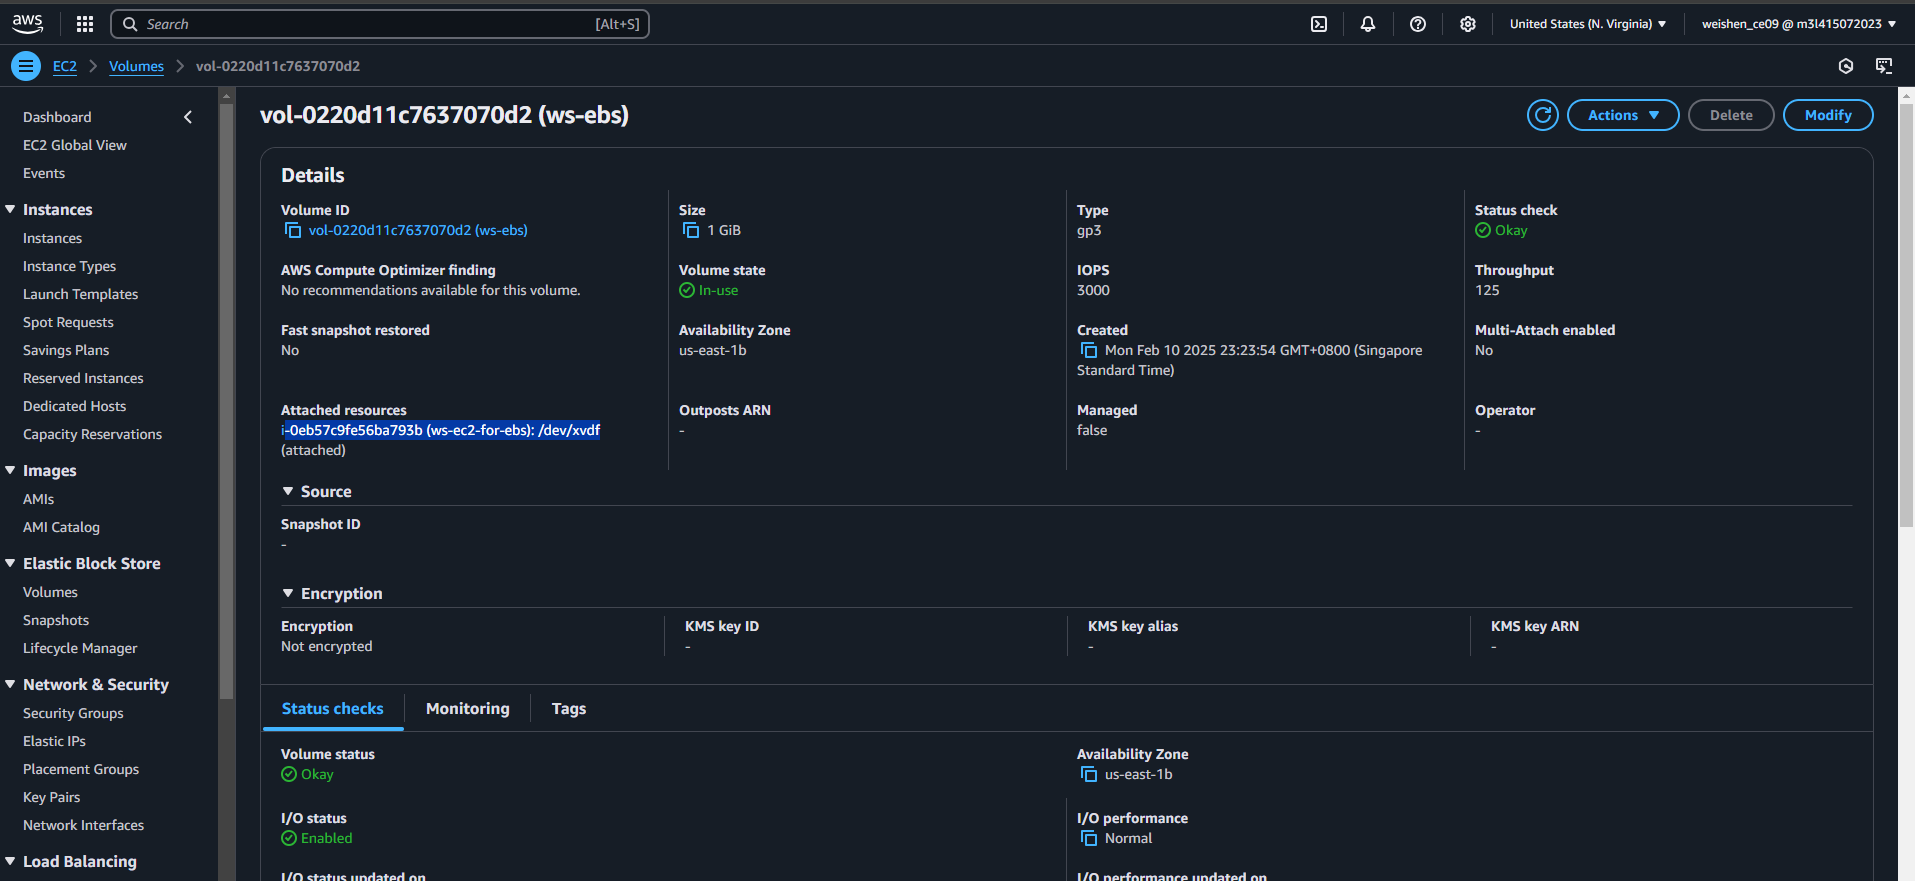 aws
Search
[Alt+S]
United States (N. Virginia)
weishen_ce09 @ m3l415072023
EC2
Volumes
vol-0220d11c7637070d2
Dashboard
EC2 Global View
Events
Instances
Instances
Instance Types
Launch Templates
Spot Requests
Savings Plans
Reserved Instances
Dedicated Hosts
Capacity Reservations
Images
AMIs
AMI Catalog
Elastic Block Store
Volumes
Snapshots
Lifecycle Manager
Network & Security
Security Groups
Elastic IPs
Placement Groups
Key Pairs
Network Interfaces
Load Balancing
vol-0220d11c7637070d2 (ws-ebs)
Actions
Delete
Modify
Details
Volume ID
vol-0220d11c7637070d2 (ws-ebs)
Size
1 GiB
Type
gp3
Status check
Okay
AWS Compute Optimizer finding
No recommendations available for this volume.
Volume state
In-use
IOPS
3000
Throughput
125
Fast snapshot restored
No
Availability Zone
us-east-1b
Created
Mon Feb 10 2025 23:23:54 GMT+0800 (Singapore
Standard Time)
Multi-Attach enabled
No
Attached resources
i-0eb57c9fe56ba793b (ws-ec2-for-ebs): /dev/xvdf
(attached)
Outposts ARN
-
Managed
false
Operator
-
Source
Snapshot ID
-
Encryption
Encryption
Not encrypted
KMS key ID
-
KMS key alias
-
KMS key ARN
-
Status checks
Monitoring
Tags
Volume status
Okay
Availability Zone
us-east-1b
I/O status
Enabled
I/O performance
Normal
I/O status updated on
I/O performance updated on